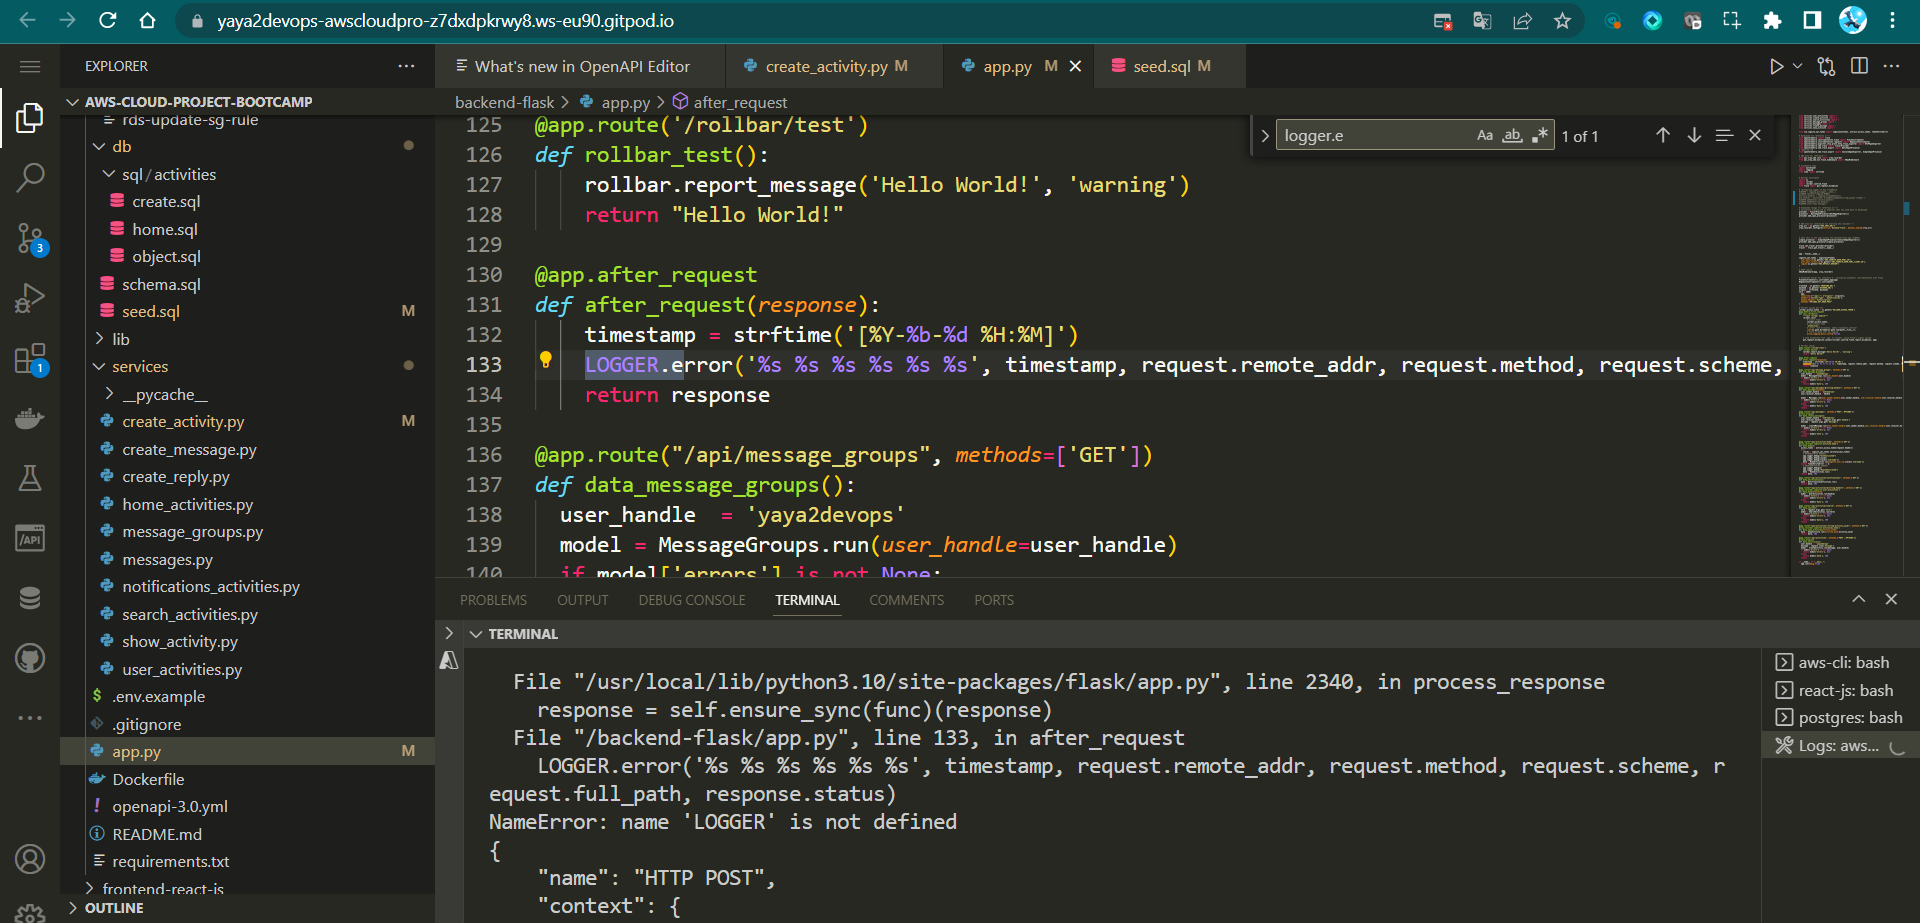 yaya2devops-awscloudpro-z7dxdpkrwy8.ws-eu90.gitpod.io
EXPLORER
What's new in OpenAPI Editor
create_activity.py M
app.py M
seed.sql M
AWS-CLOUD-PROJECT-BOOTCAMP
rds-update-sg-rule
db
sql/activities
create.sql
home.sql
object.sql
schema.sql
seed.sql M
lib
services
__pycache__
create_activity.py M
create_message.py
create_reply.py
home_activities.py
message_groups.py
messages.py
notifications_activities.py
search_activities.py
show_activity.py
user_activities.py
.env.example
.gitignore
app.py M
Dockerfile
openapi-3.0.yml
README.md
requirements.txt
frontend-react-js
OUTLINE
3
1
/API
backend-flask > app.py > after_request
logger.e Aa ab 1 of 1
125 @app.route('/rollbar/test')
126 def rollbar_test():
127 rollbar.report_message('Hello World!', 'warning')
128 return "Hello World!"
129
130 @app.after_request
131 def after_request(response):
132 timestamp = strftime('[%Y-%b-%d %H:%M]')
133 LOGGER.error('%s %s %s %s %s %s', timestamp, request.remote_addr, request.method, request.scheme,
134 return response
135
136 @app.route("/api/message_groups", methods=['GET'])
137 def data_message_groups():
138 user_handle  = 'yaya2devops'
139 model = MessageGroups.run(user_handle=user_handle)
140 if model['errors'] is not None:
PROBLEMS OUTPUT DEBUG CONSOLE TERMINAL COMMENTS PORTS
TERMINAL
File "/usr/local/lib/python3.10/site-packages/flask/app.py", line 2340, in process_response
response = self.ensure_sync(func)(response)
File "/backend-flask/app.py", line 133, in after_request
LOGGER.error('%s %s %s %s %s %s', timestamp, request.remote_addr, request.method, request.scheme, r
equest.full_path, response.status)
NameError: name 'LOGGER' is not defined
{
"name": "HTTP POST",
"context": {
aws-cli: bash
react-js: bash
postgres: bash
Logs: aws...